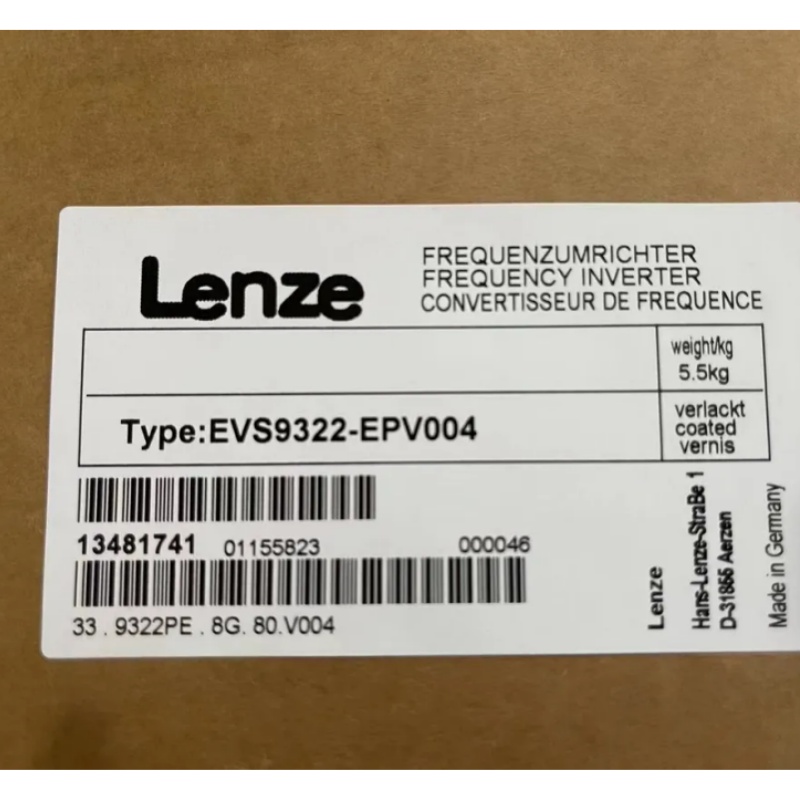 Lenze
FREQUENZUMRICHTER
FREQUENCY INVERTER
CONVERTISSEUR DE FREQUENCE
weight/kg
5.5kg
Type:EVS9322-EPV004
verlackt
coated
vernis
13481741 01155823 000046
33 . 9322PE . 8G. 80.V004
Lenze
Hans-Lenze-Straße 1
D-31855 Aerzen
Made in Germany